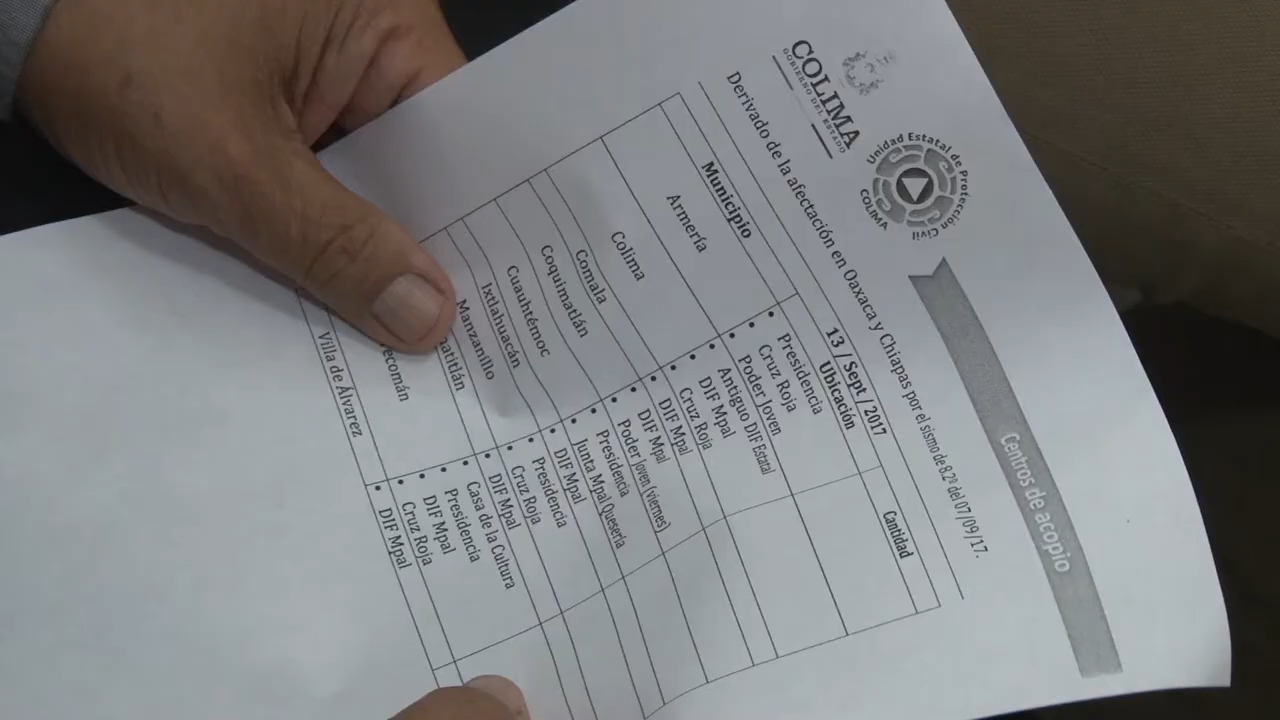 COLIMA
GOBIERNO DEL ESTADO
Unidad Estatal de Protección Civil
COLIMA
Centros de acopio
Derivado de la afectación en Oaxaca y Chiapas por el sismo de 8.2º del 07/09/17.
13 / Sept / 2017
Municipio Ubicación Cantidad
Armería
• Presidencia
• Cruz Roja
• Poder Joven
Colima
• Antiguo DIF Estatal
• DIF Mpal
• Cruz Roja
Comala
• DIF Mpal
Coquimatlán
• DIF Mpal
• Poder Joven (viernes)
Cuauhtémoc
• Presidencia
• Junta Mpal Quesería
Ixtlahuacán
• DIF Mpal
Manzanillo
• Presidencia
• Cruz Roja
natitlán
• DIF Mpal
ecomán
• Casa de la Cultura
• Presidencia
• DIF Mpal
• Cruz Roja
Villa de Álvarez
• DIF Mpal